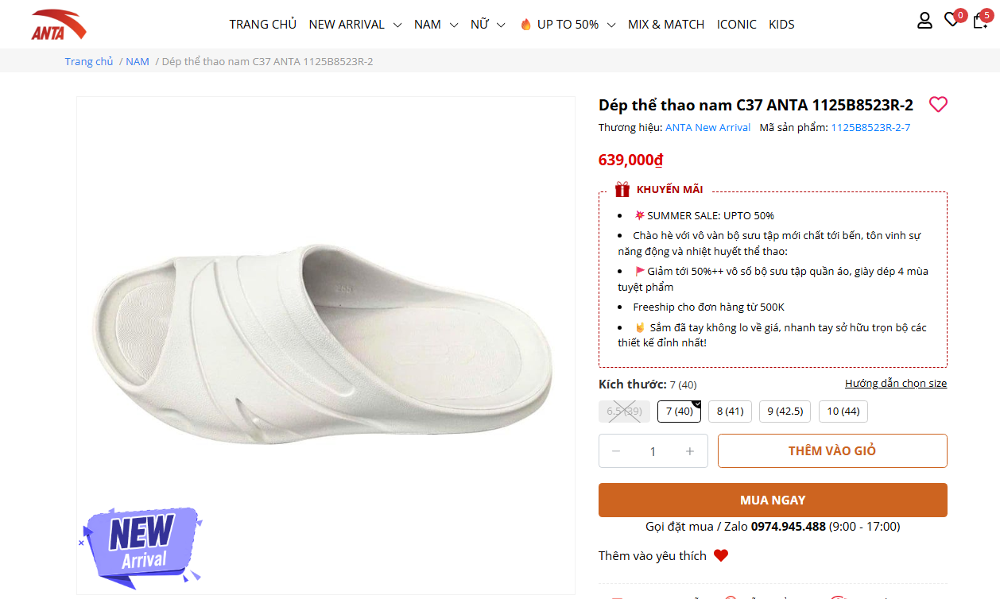 ANTA
TRANG CHỦ NEW ARRIVAL NAM NỮ UP TO 50% MIX & MATCH ICONIC KIDS
0 5
Trang chủ / NAM / Dép thể thao nam C37 ANTA 1125B8523R-2
Dép thể thao nam C37 ANTA 1125B8523R-2
Thương hiệu: ANTA New Arrival Mã sản phẩm: 1125B8523R-2-7
639,000₫
KHUYẾN MÃI
SUMMER SALE: UPTO 50%
Chào hè với vô vàn bộ sưu tập mới chất tới bến, tôn vinh sự
năng động và nhiệt huyết thể thao:
Giảm tới 50%++ vô số bộ sưu tập quần áo, giày dép 4 mùa
tuyệt phẩm
Freeship cho đơn hàng từ 500K
Sắm đã tay không lo về giá, nhanh tay sở hữu trọn bộ các
thiết kế đỉnh nhất!
Kích thước: 7 (40) Hướng dẫn chọn size
6.5 (39) 7 (40) 8 (41) 9 (42.5) 10 (44)
− 1 + THÊM VÀO GIỎ
MUA NGAY
Gọi đặt mua / Zalo 0974.945.488 (9:00 - 17:00)
Thêm vào yêu thích
NEW
Arrival